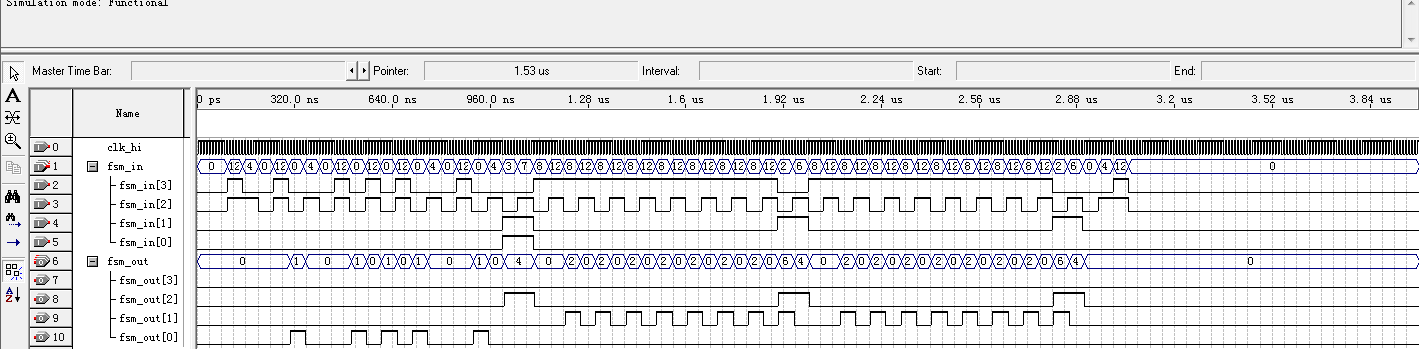 Simulation mode: Functional
Master Time Bar: Pointer: 1.53 us Interval: Start: End:
Name
0 ps 320.0 ns 640.0 ns 960.0 ns 1.28 us 1.6 us 1.92 us 2.24 us 2.56 us 2.88 us 3.2 us 3.52 us 3.84 us
0 clk_hi
1 fsm_in 0 12 4 0 12 0 4 0 12 0 12 0 12 0 4 0 12 0 4 3 7 8 12 8 12 8 12 8 12 8 12 8 12 8 12 8 12 2 6 8 12 8 12 8 12 8 12 8 12 8 12 8 12 8 12 2 6 0 4 12 0
2 fsm_in[3]
3 fsm_in[2]
4 fsm_in[1]
5 fsm_in[0]
6 fsm_out 0 1 0 1 0 1 0 1 0 1 0 4 0 2 0 2 0 2 0 2 0 2 0 2 0 2 0 6 4 0 2 0 2 0 2 0 2 0 2 0 2 0 2 0 6 4 0
7 fsm_out[3]
8 fsm_out[2]
9 fsm_out[1]
10 fsm_out[0]